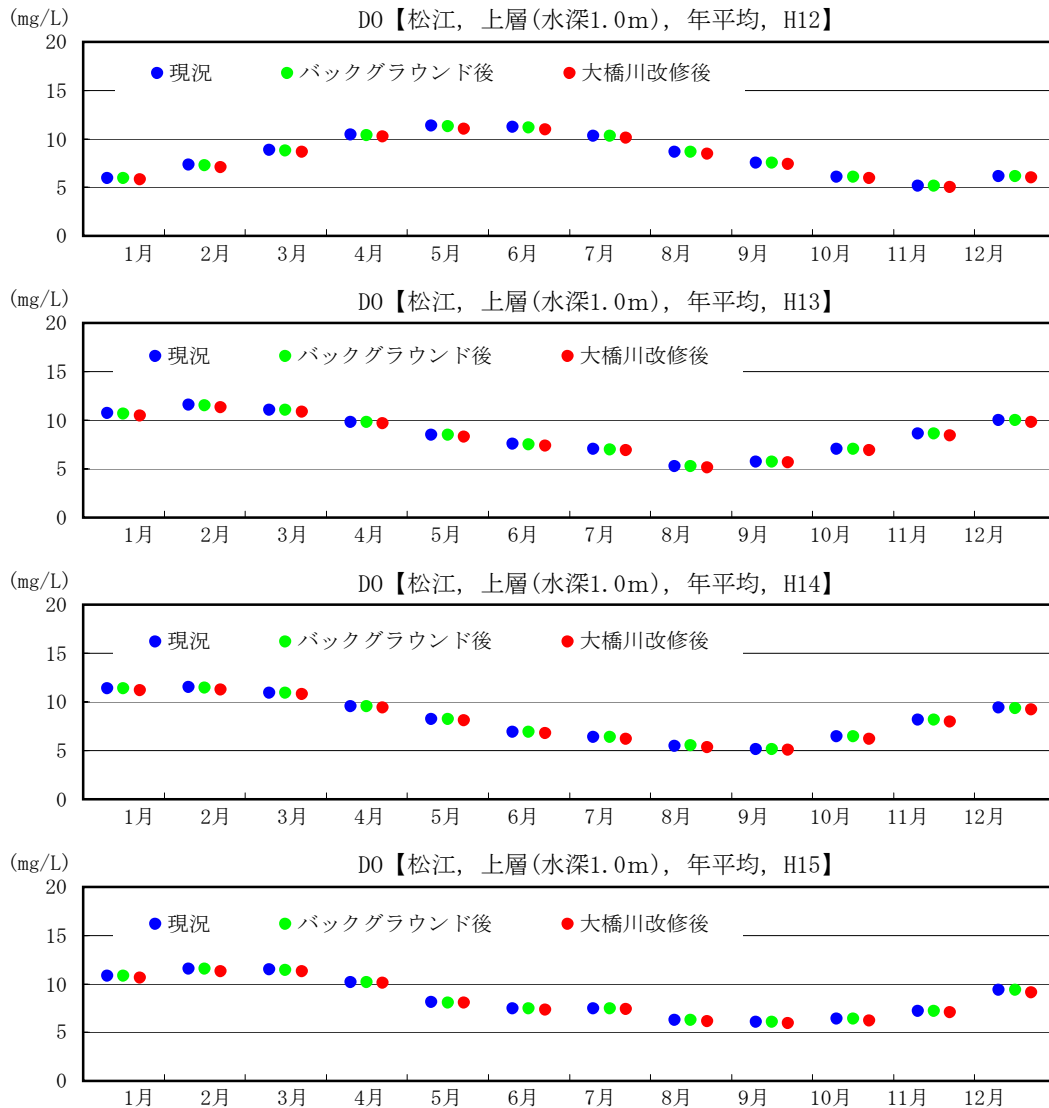 (mg/L) DO【松江, 上層(水深1.0m), 年平均, H12】
20
● 現況 ● バックグラウンド後 ● 大橋川改修後
15
10
5
0
1月 2月 3月 4月 5月 6月 7月 8月 9月 10月 11月 12月
(mg/L) DO【松江, 上層(水深1.0m), 年平均, H13】
20
● 現況 ● バックグラウンド後 ● 大橋川改修後
15
10
5
0
1月 2月 3月 4月 5月 6月 7月 8月 9月 10月 11月 12月
(mg/L) DO【松江, 上層(水深1.0m), 年平均, H14】
20
● 現況 ● バックグラウンド後 ● 大橋川改修後
15
10
5
0
1月 2月 3月 4月 5月 6月 7月 8月 9月 10月 11月 12月
(mg/L) DO【松江, 上層(水深1.0m), 年平均, H15】
20
● 現況 ● バックグラウンド後 ● 大橋川改修後
15
10
5
0
1月 2月 3月 4月 5月 6月 7月 8月 9月 10月 11月 12月